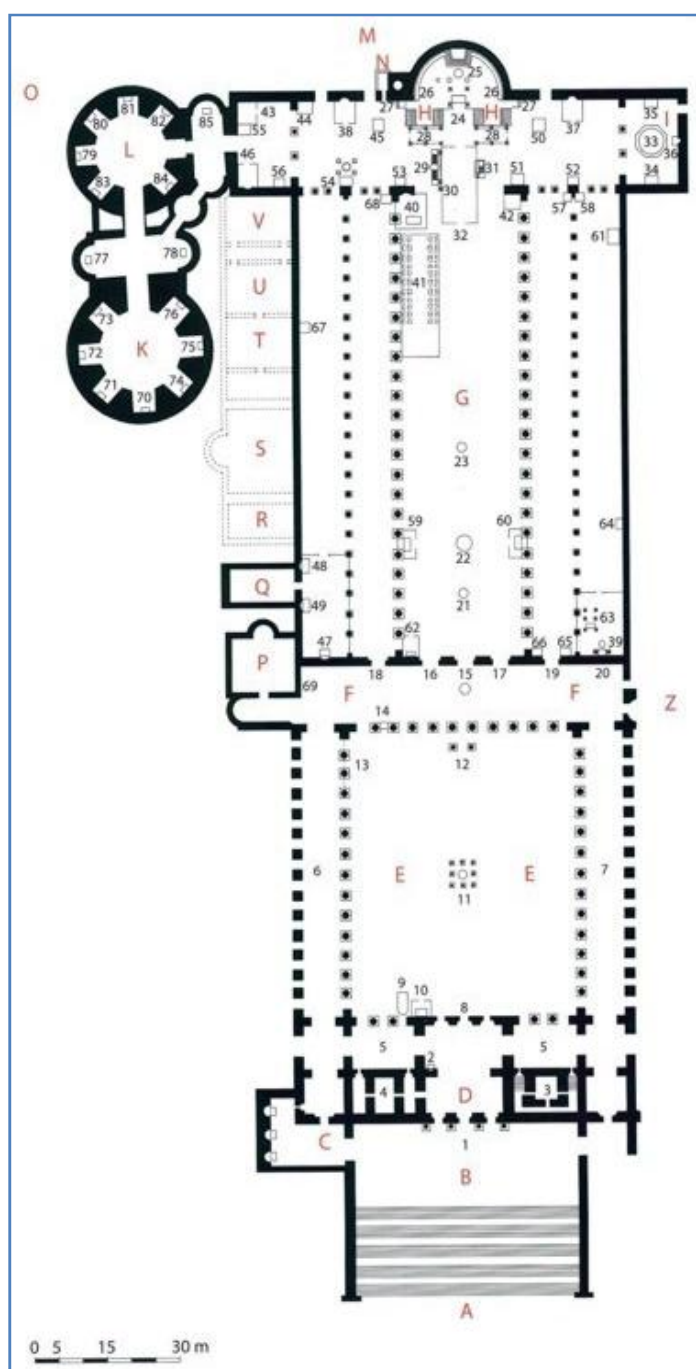 M
N
O
25
26 26
27 H H 27
24
28 28
81
80 82
79 L
83 84
85
43 44
55
46 56
38 45
37 50
I 35
33 36
34
29 31
30
53 54
51 52
68 40
42 57 58
32
61
77 78
V
U
T
41
67
73 76
72 K 75
71 70 74
S
G
23
R
59 60
64
22
48
Q
49
21
63
47 62 66 65 39
P
69 18 16 15 17 19 20
F F
Z
14
13 12
6 E E 7
11
9 10
8
5 5
2
4 D 3
C
1
B
A
0 5 15 30 m